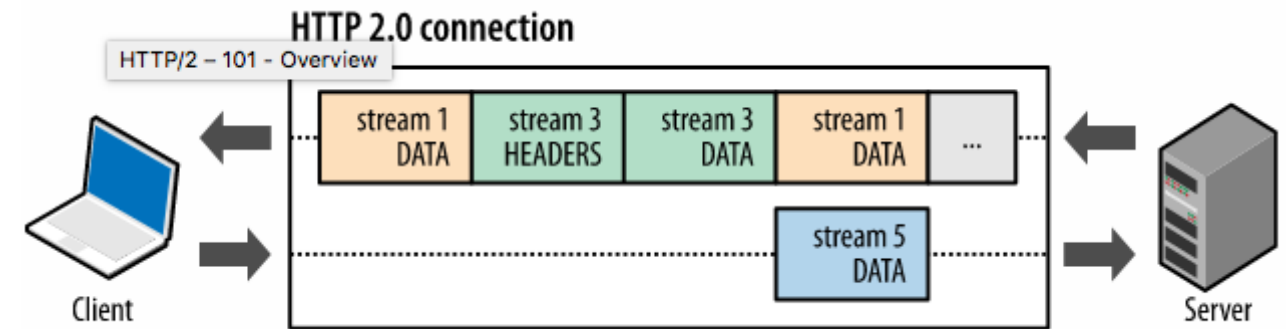 HTTP 2.0 connection
HTTP/2 – 101 - Overview
stream 1
DATA
stream 3
HEADERS
stream 3
DATA
stream 1
DATA
...
stream 5
DATA
Client
Server